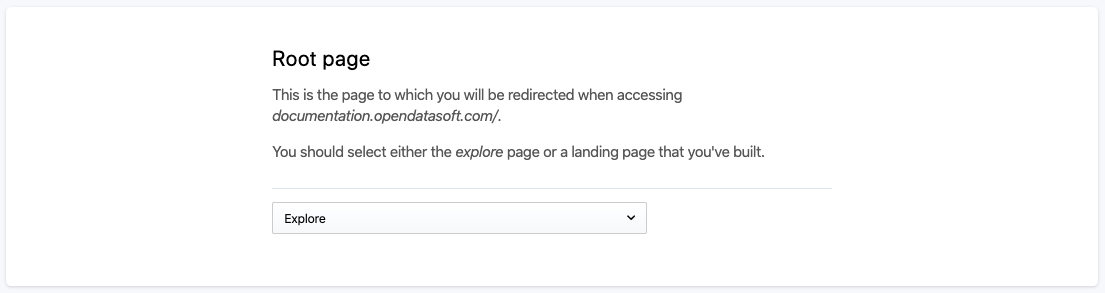 Root page
This is the page to which you will be redirected when accessing
documentation.opendatasoft.com/.
You should select either the explore page or a landing page that you've built.
Explore